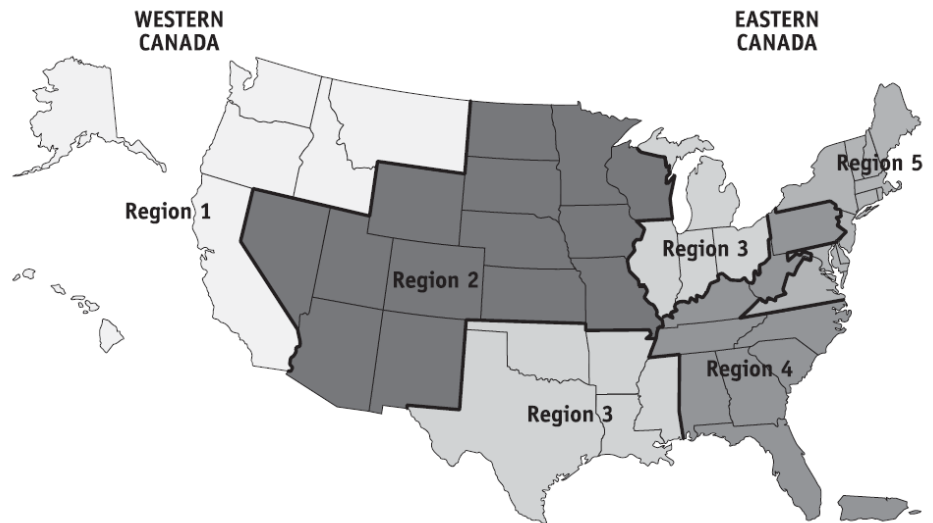 WESTERN
CANADA
EASTERN
CANADA
Region 5
Region 1
Region 3
Region 2
Region 4
Region 3